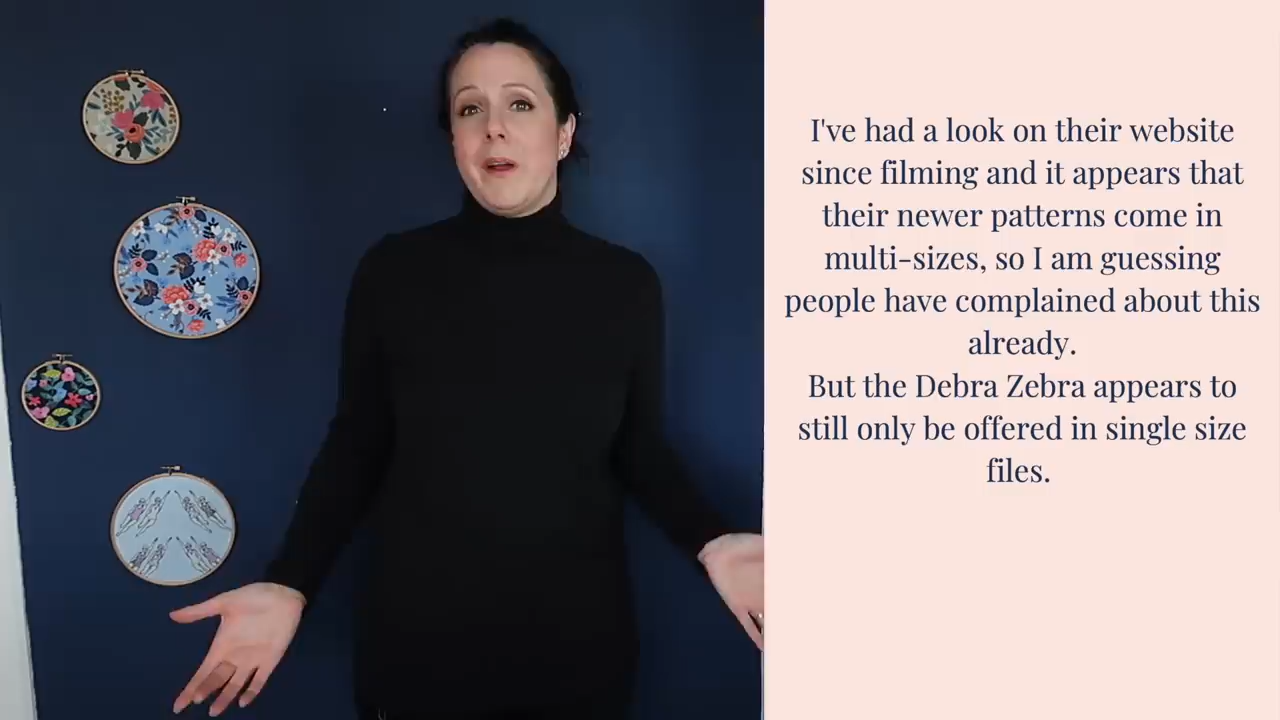 I've had a look on their website
since filming and it appears that
their newer patterns come in
multi-sizes, so I am guessing
people have complained about this
already.
But the Debra Zebra appears to
still only be offered in single size
files.